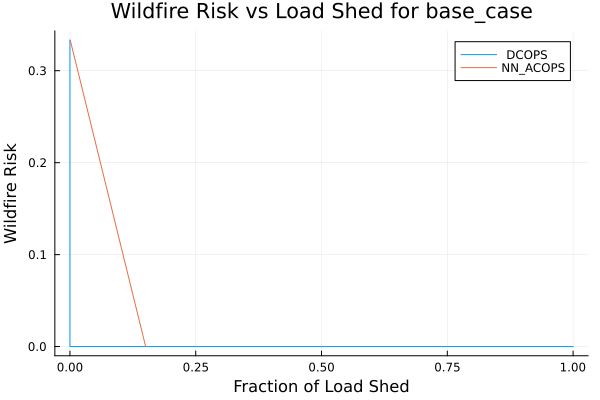 Wildfire Risk vs Load Shed for base_case
DCOPS
NN_ACOPS
Wildfire Risk
0.3
0.2
0.1
0.0
0.00 0.25 0.50 0.75 1.00
Fraction of Load Shed